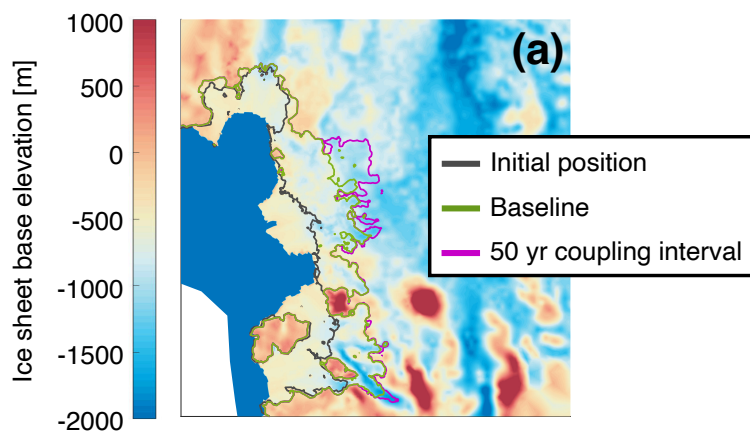 Ice sheet base elevation [m]
1000
500
0
-500
-1000
-1500
-2000
(a)
Initial position
Baseline
50 yr coupling interval